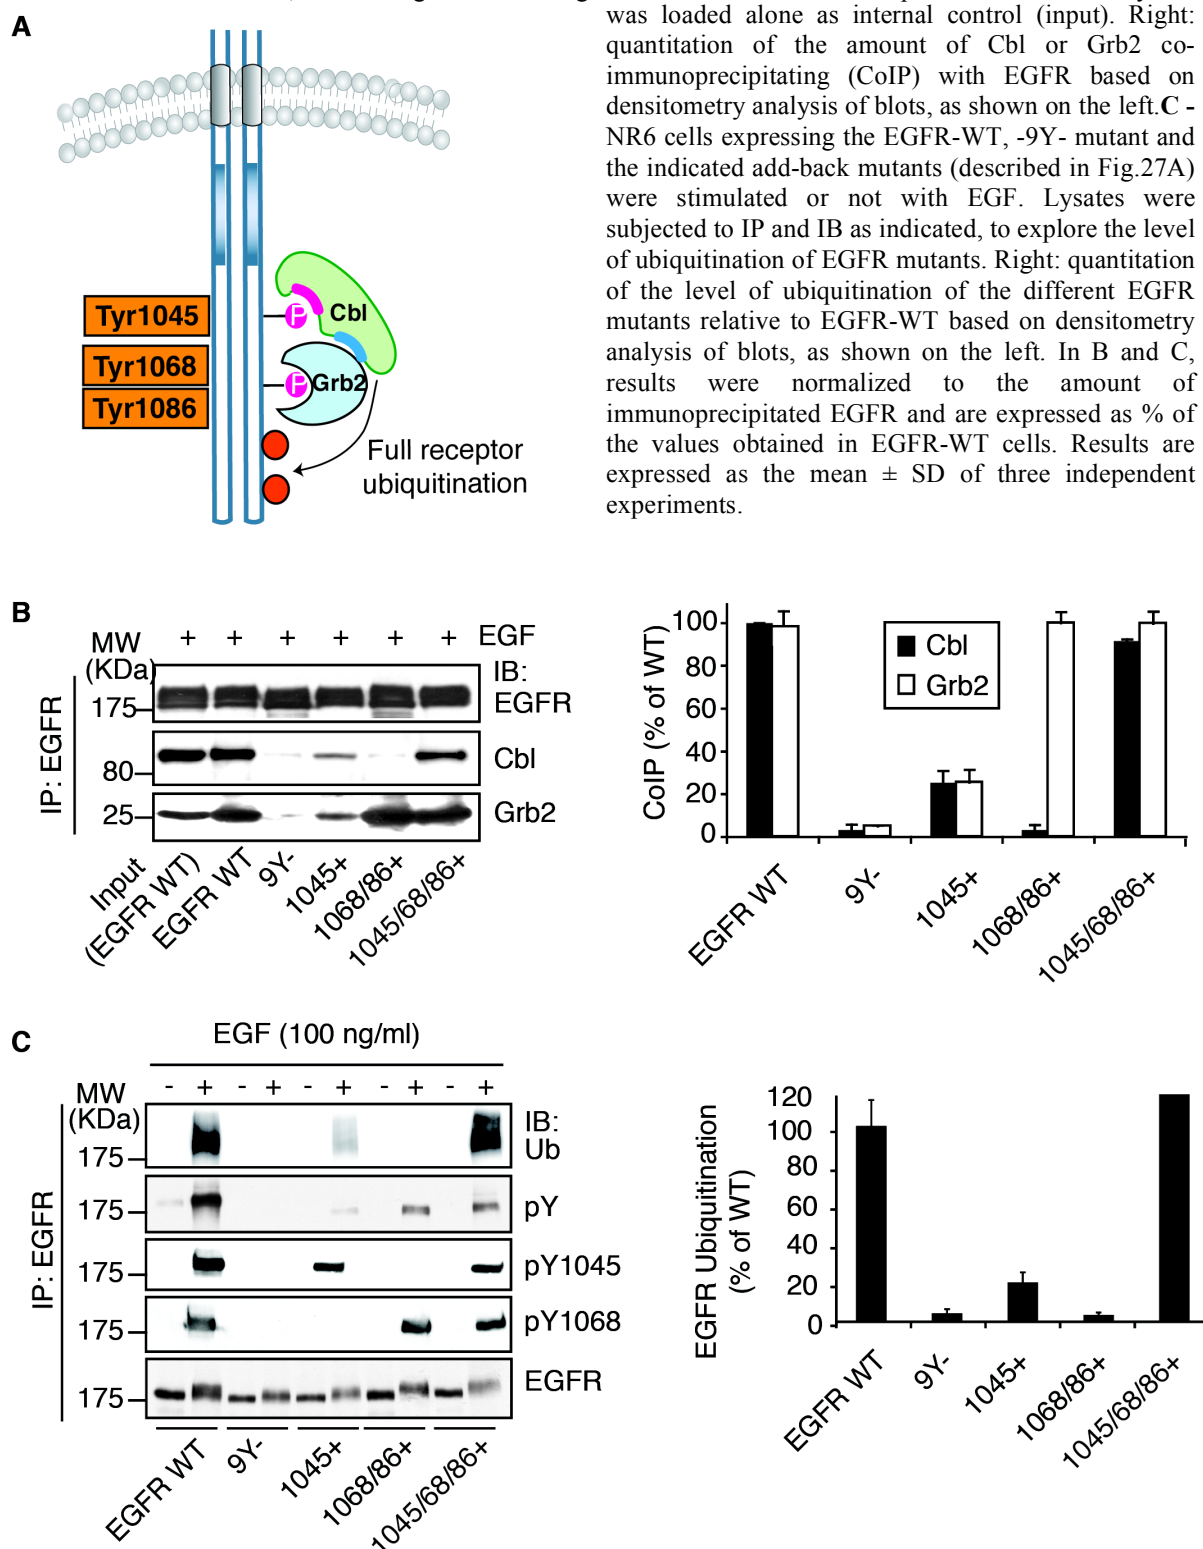 was loaded alone as internal control (input). Right:
quantitation of the amount of Cbl or Grb2 co-
immunoprecipitating (CoIP) with EGFR based on
densitometry analysis of blots, as shown on the left.C -
NR6 cells expressing the EGFR-WT, -9Y- mutant and
the indicated add-back mutants (described in Fig.27A)
were stimulated or not with EGF. Lysates were
subjected to IP and IB as indicated, to explore the level
of ubiquitination of EGFR mutants. Right: quantitation
of the level of ubiquitination of the different EGFR
mutants relative to EGFR-WT based on densitometry
analysis of blots, as shown on the left. In B and C,
results were normalized to the amount of
immunoprecipitated EGFR and are expressed as % of
the values obtained in EGFR-WT cells. Results are
expressed as the mean ± SD of three independent
experiments.
A
Tyr1045
Tyr1068
Tyr1086
P
Cbl
P
Grb2
Full receptor
ubiquitination
B
MW
(KDa)
+ + + + + + EGF
IB:
IP: EGFR
175
EGFR
80
Cbl
25
Grb2
Input
(EGFR WT)
EGFR WT
9Y-
1045+
1068/86+
1045/68/86+
CoIP (% of WT)
100
80
60
40
20
0
Cbl
Grb2
EGFR WT
9Y-
1045+
1068/86+
1045/68/86+
C
EGF (100 ng/ml)
MW
(KDa)
- + - + - + - + - +
IB:
Ub
IP: EGFR
175
175
pY
175
pY1045
175
pY1068
175
EGFR
EGFR WT
9Y-
1045+
1068/86+
1045/68/86+
EGFR Ubiquitination
(% of WT)
120
100
80
60
40
20
0
EGFR WT
9Y-
1045+
1068/86+
1045/68/86+